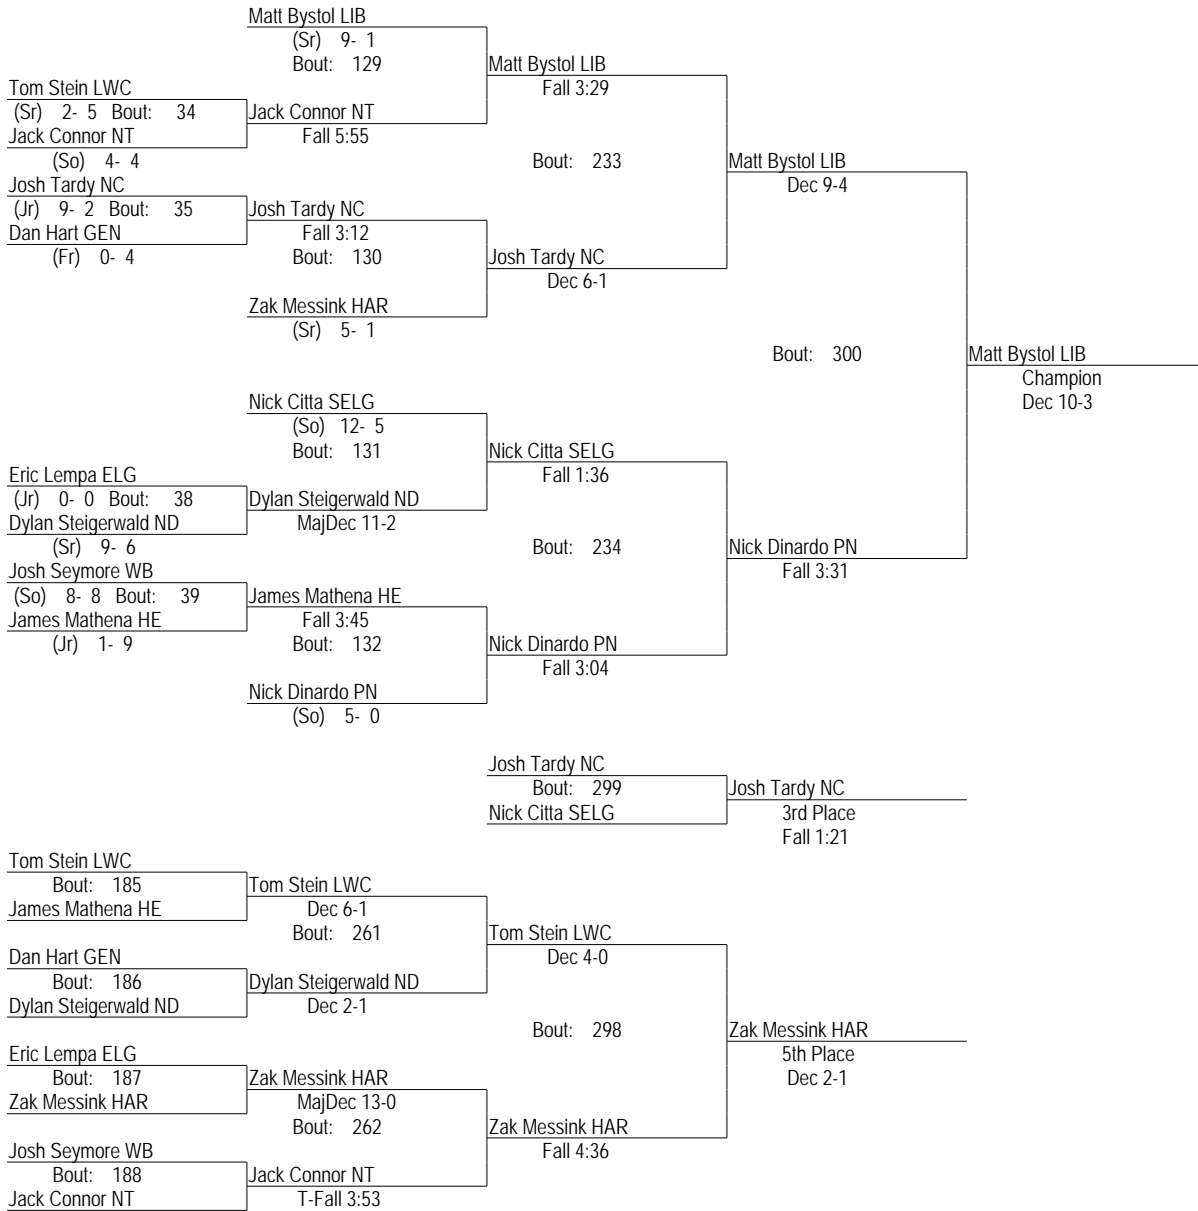 Matt Bystol LIB
(Sr) 9- 1
Bout: 129
Matt Bystol LIB
Fall 3:29
Tom Stein LWC
(Sr) 2- 5 Bout: 34
Jack Connor NT
Jack Connor NT
Fall 5:55
(So) 4- 4
Bout: 233
Matt Bystol LIB
Dec 9-4
Josh Tardy NC
(Jr) 9- 2 Bout: 35
Josh Tardy NC
Dan Hart GEN
Fall 3:12
(Fr) 0- 4
Bout: 130
Josh Tardy NC
Dec 6-1
Zak Messink HAR
(Sr) 5- 1
Bout: 300
Matt Bystol LIB
Champion
Dec 10-3
Nick Citta SELG
(So) 12- 5
Bout: 131
Nick Citta SELG
Fall 1:36
Eric Lempa ELG
(Jr) 0- 0 Bout: 38
Dylan Steigerwald ND
Dylan Steigerwald ND
MajDec 11-2
(Sr) 9- 6
Bout: 234
Nick Dinardo PN
Fall 3:31
Josh Seymore WB
(So) 8- 8 Bout: 39
James Mathena HE
James Mathena HE
Fall 3:45
(Jr) 1- 9
Bout: 132
Nick Dinardo PN
Fall 3:04
Nick Dinardo PN
(So) 5- 0
Josh Tardy NC
Bout: 299
Josh Tardy NC
Nick Citta SELG
3rd Place
Fall 1:21
Tom Stein LWC
Bout: 185
Tom Stein LWC
James Mathena HE
Dec 6-1
Bout: 261
Tom Stein LWC
Dec 4-0
Dan Hart GEN
Bout: 186
Dylan Steigerwald ND
Dylan Steigerwald ND
Dec 2-1
Bout: 298
Zak Messink HAR
5th Place
Dec 2-1
Eric Lempa ELG
Bout: 187
Zak Messink HAR
Zak Messink HAR
MajDec 13-0
Bout: 262
Zak Messink HAR
Fall 4:36
Josh Seymore WB
Bout: 188
Jack Connor NT
Jack Connor NT
T-Fall 3:53